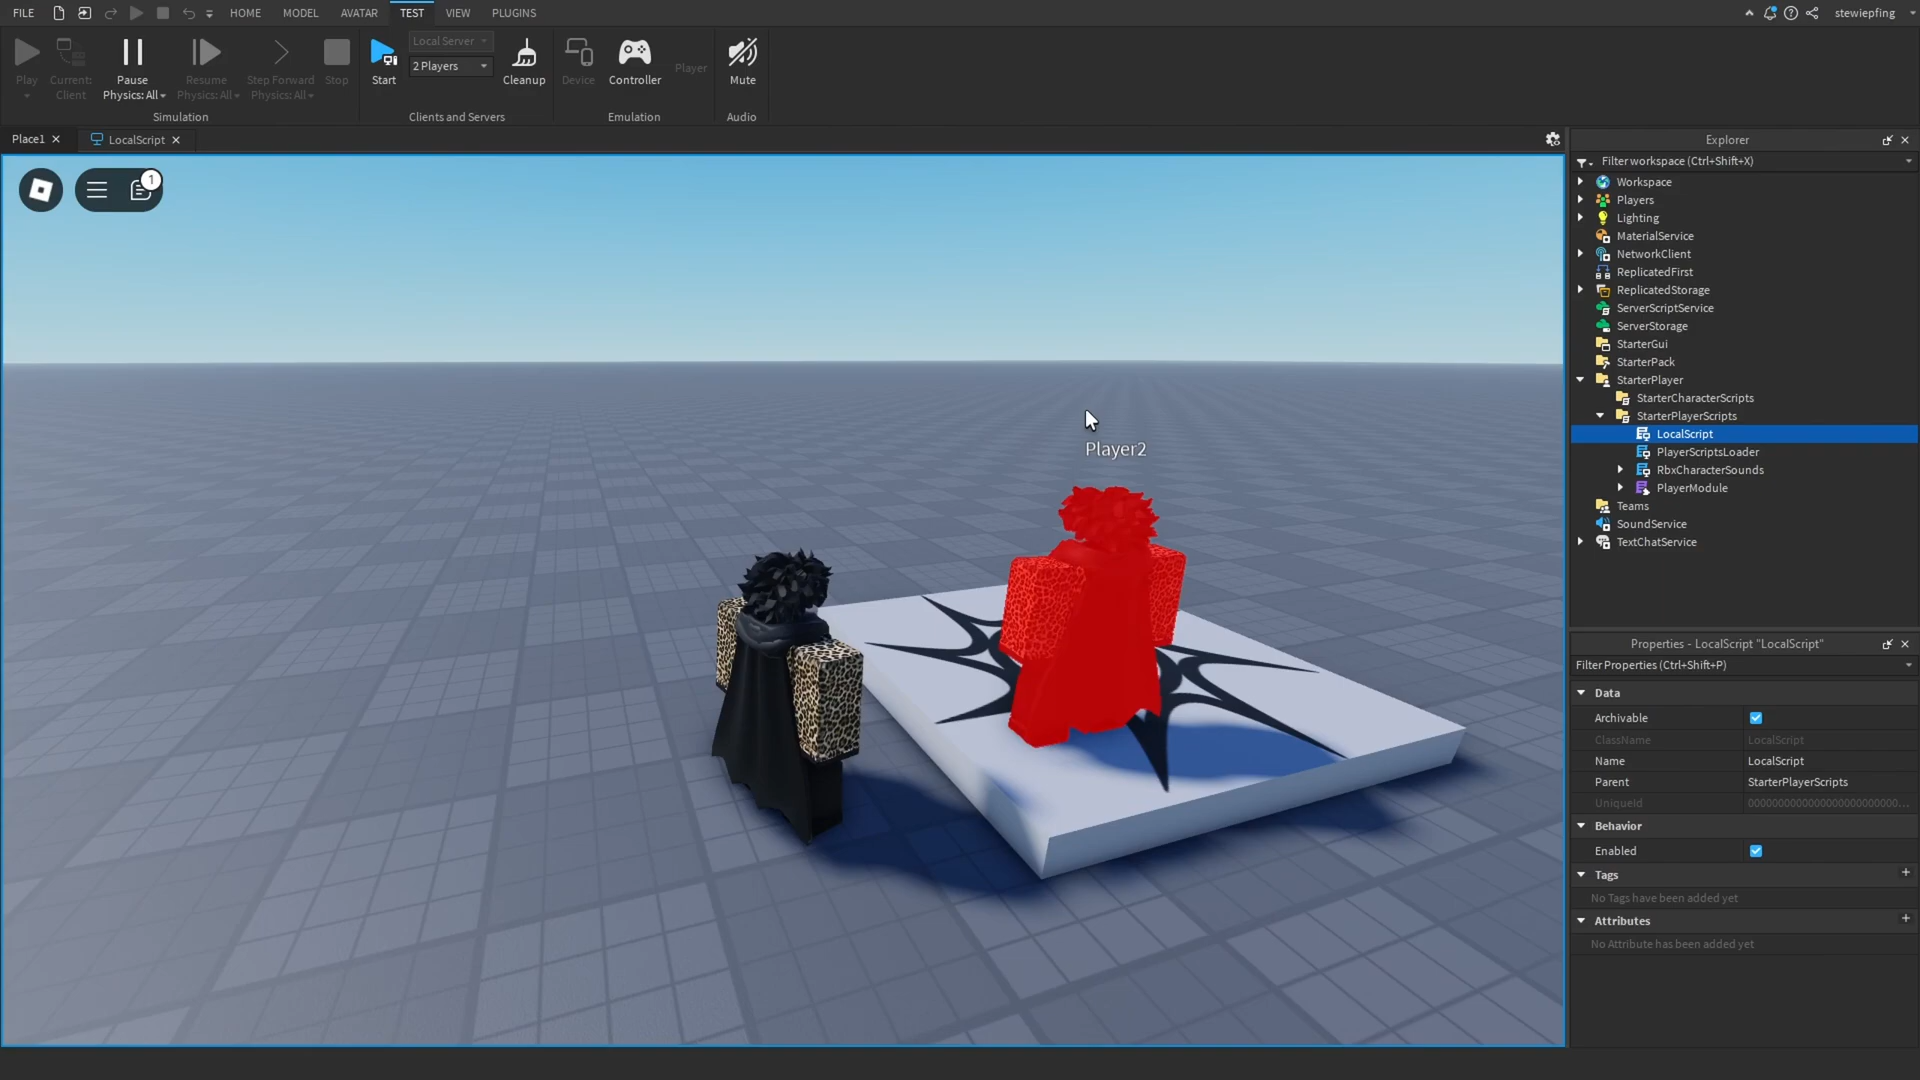 FILE HOME MODEL AVATAR TEST VIEW PLUGINS stewiepfing
Play Current: Client Pause Physics: All Resume Physics: All Step Forward Physics: All Stop
Local Server
2 Players
Start Cleanup Device Controller Player Mute
Simulation Clients and Servers Emulation Audio
Place1 LocalScript
1
Player2
Explorer
Filter workspace (Ctrl+Shift+X)
Workspace
Players
Lighting
MaterialService
NetworkClient
ReplicatedFirst
ReplicatedStorage
ServerScriptService
ServerStorage
StarterGui
StarterPack
StarterPlayer
StarterCharacterScripts
StarterPlayerScripts
LocalScript
PlayerScriptsLoader
RbxCharacterSounds
PlayerModule
Teams
SoundService
TextChatService
Properties - LocalScript "LocalScript"
Filter Properties (Ctrl+Shift+P)
Data
Archivable
ClassName LocalScript
Name LocalScript
Parent StarterPlayerScripts
UniqueId 00000000000000000000000000...
Behavior
Enabled
Tags
No Tags have been added yet
Attributes
No Attribute has been added yet